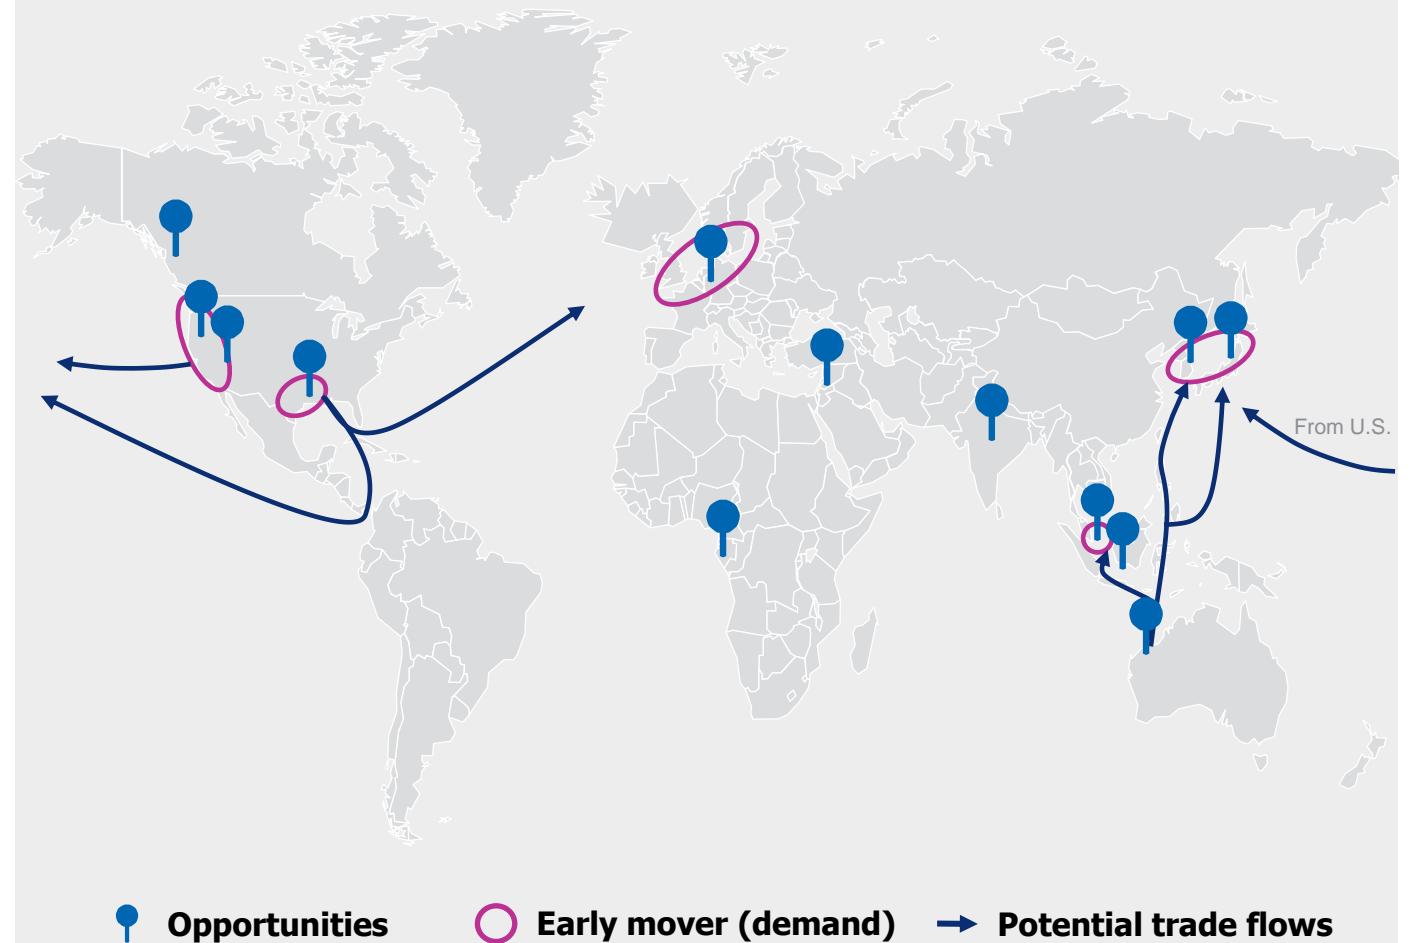 From U.S.
Opportunities
Early mover (demand)
Potential trade flows